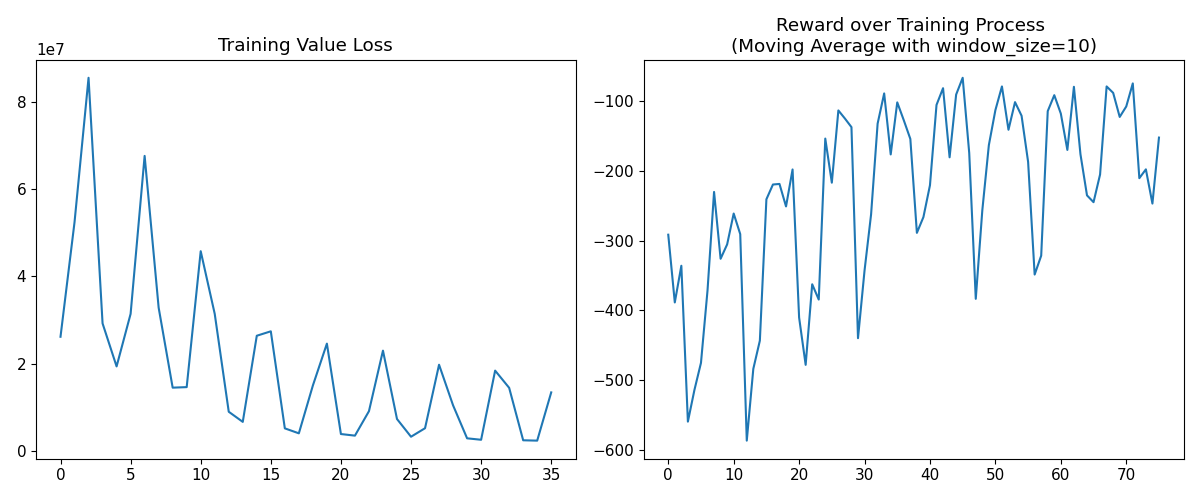 Training Value Loss
1e7
8
6
4
2
0
0 5 10 15 20 25 30 35
Reward over Training Process
(Moving Average with window_size=10)
−100
−200
−300
−400
−500
−600
0 10 20 30 40 50 60 70